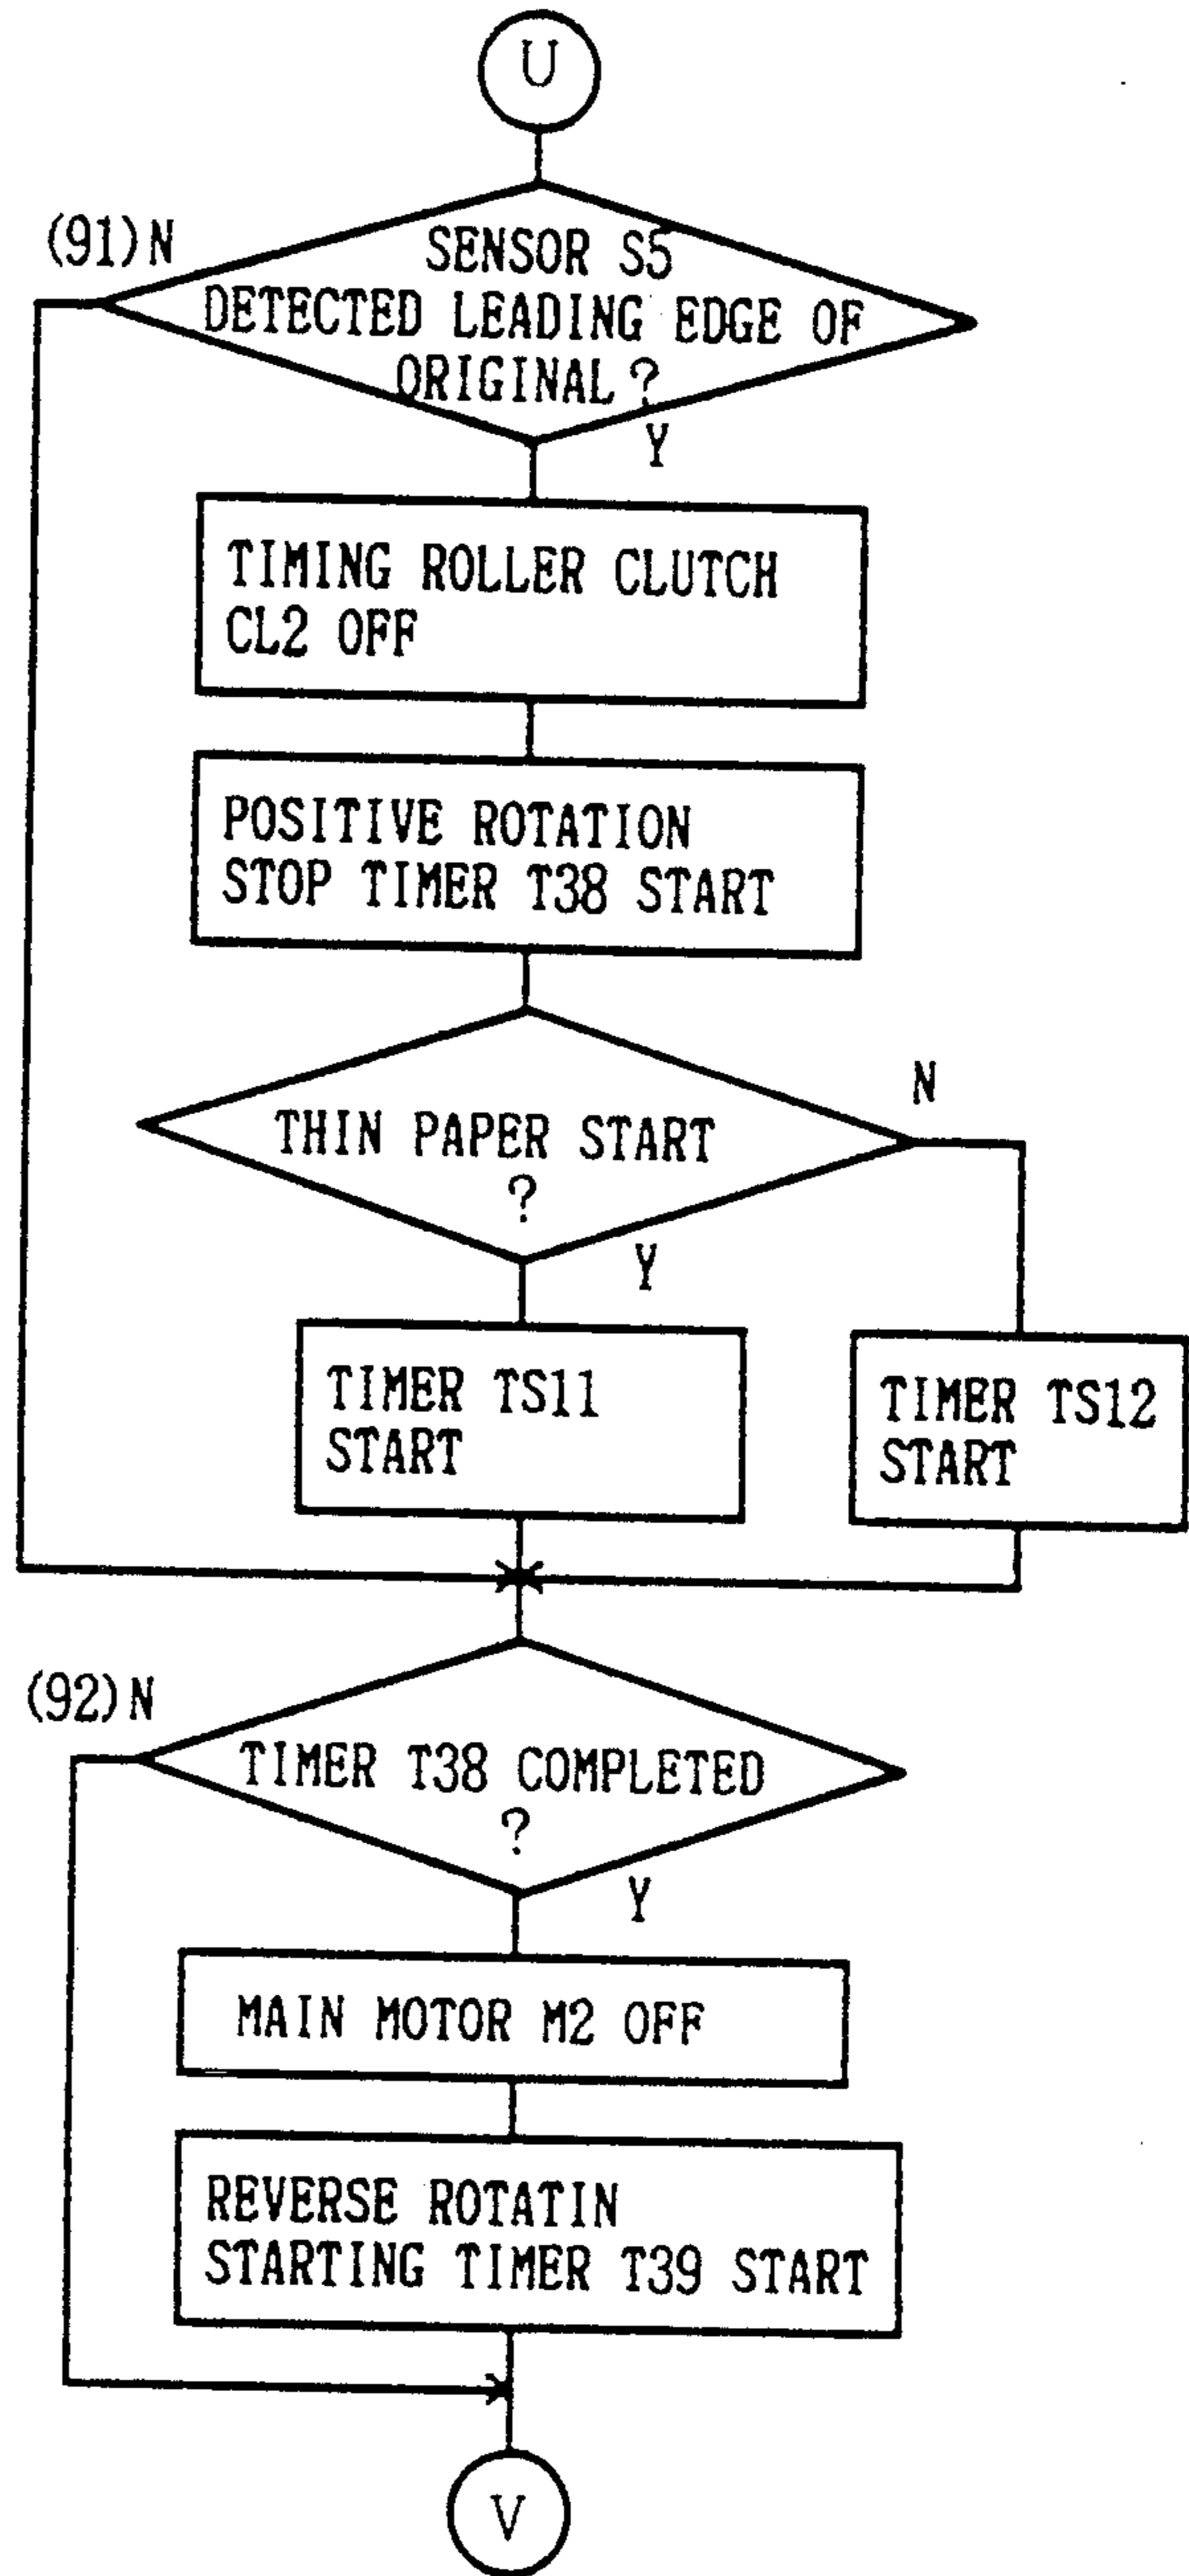 U
(91)N
SENSOR S5
DETECTED LEADING EDGE OF
ORIGINAL ?
Y
TIMING ROLLER CLUTCH
CL2 OFF
POSITIVE ROTATION
STOP TIMER T38 START
THIN PAPER START
?
N
Y
TIMER TS11
START
TIMER TS12
START
(92)N
TIMER T38 COMPLETED
?
Y
MAIN MOTOR M2 OFF
REVERSE ROTATIN
STARTING TIMER T39 START
V